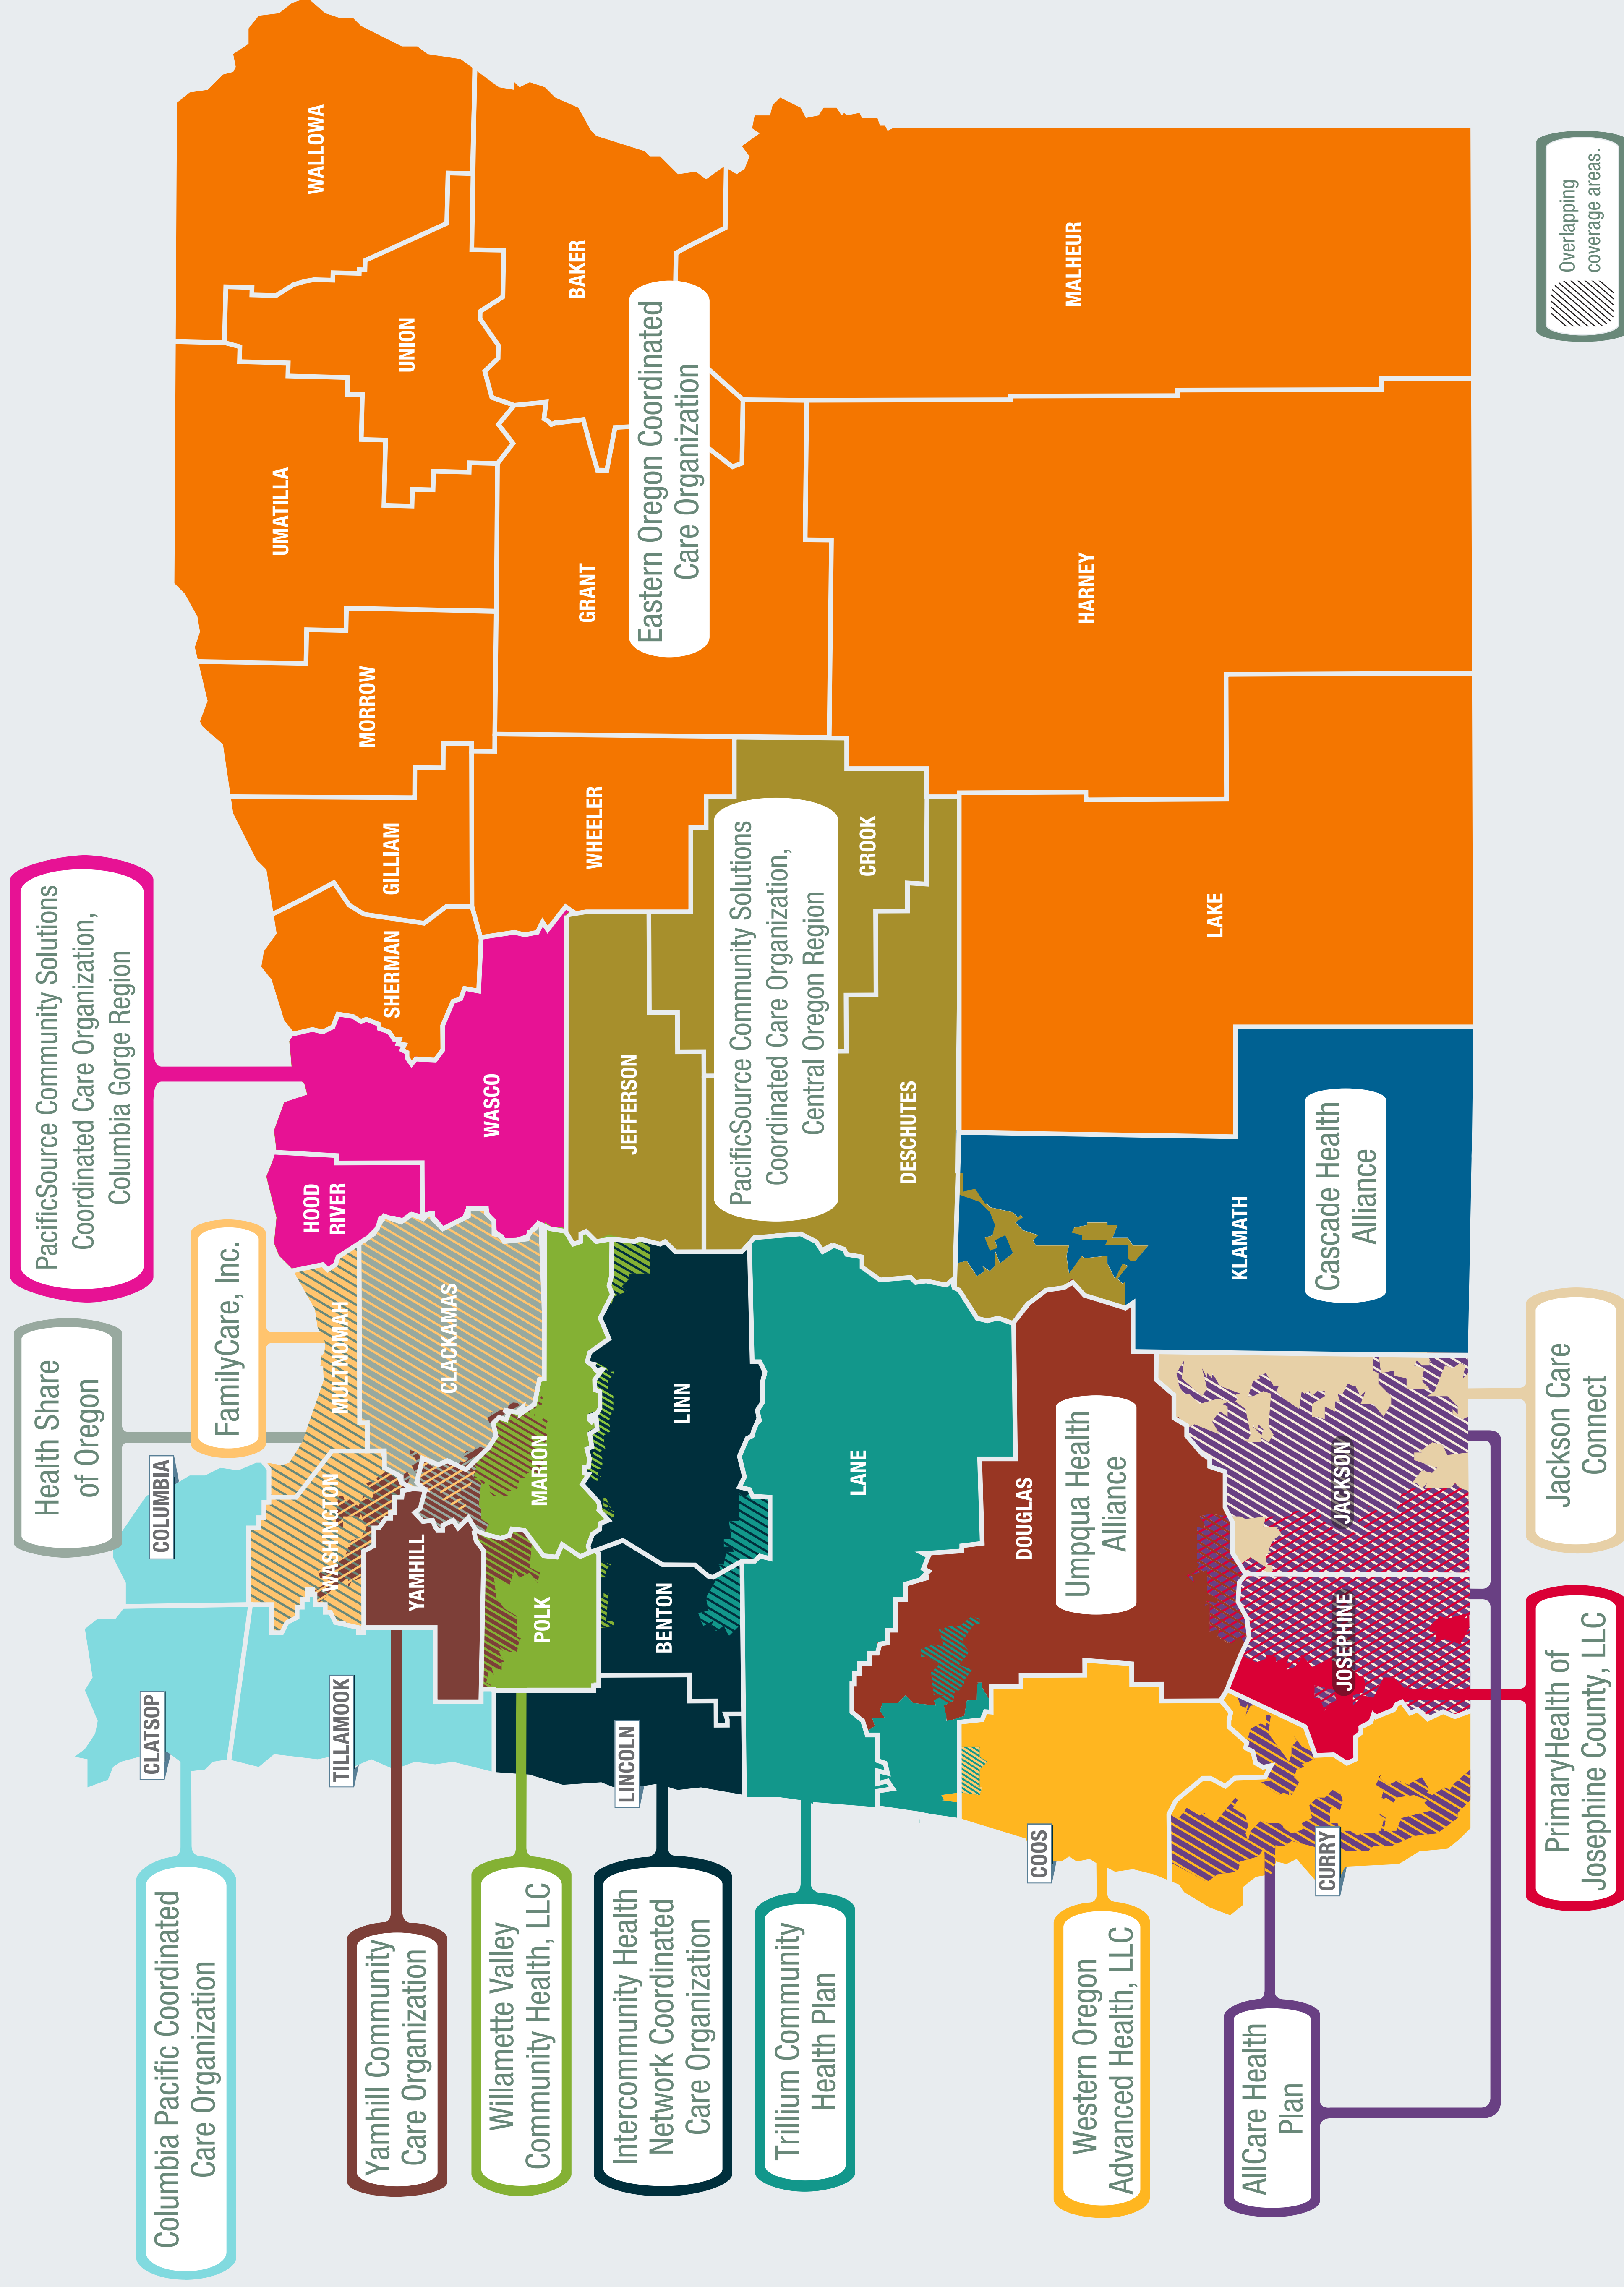 Health Share
of Oregon
FamilyCare, Inc.
PacificSource Community Solutions
Coordinated Care Organization,
Columbia Gorge Region
Columbia Pacific Coordinated
Care Organization
Yamhill Community
Care Organization
Willamette Valley
Community Health, LLC
Intercommunity Health
Network Coordinated
Care Organization
Trillium Community
Health Plan
Western Oregon
Advanced Health, LLC
AllCare Health
Plan
CLATSOP
COLUMBIA
TILLAMOOK
WASHINGTON
MULTNOMAH
HOOD
RIVER
YAMHILL
CLACKAMAS
WASCO
SHERMAN
GILLIAM
MORROW
UMATILLA
UNION
WALLOWA
POLK
MARION
LINCOLN
BENTON
LINN
JEFFERSON
WHEELER
GRANT
BAKER
Eastern Oregon Coordinated
Care Organization
PacificSource Community Solutions
Coordinated Care Organization,
Central Oregon Region
CROOK
LANE
DESCHUTES
COOS
DOUGLAS
Umpqua Health
Alliance
HARNEY
MALHEUR
LAKE
CURRY
JOSEPHINE
JACKSON
KLAMATH
Cascade Health
Alliance
PrimaryHealth of
Josephine County, LLC
Jackson Care
Connect
Overlapping
coverage areas.